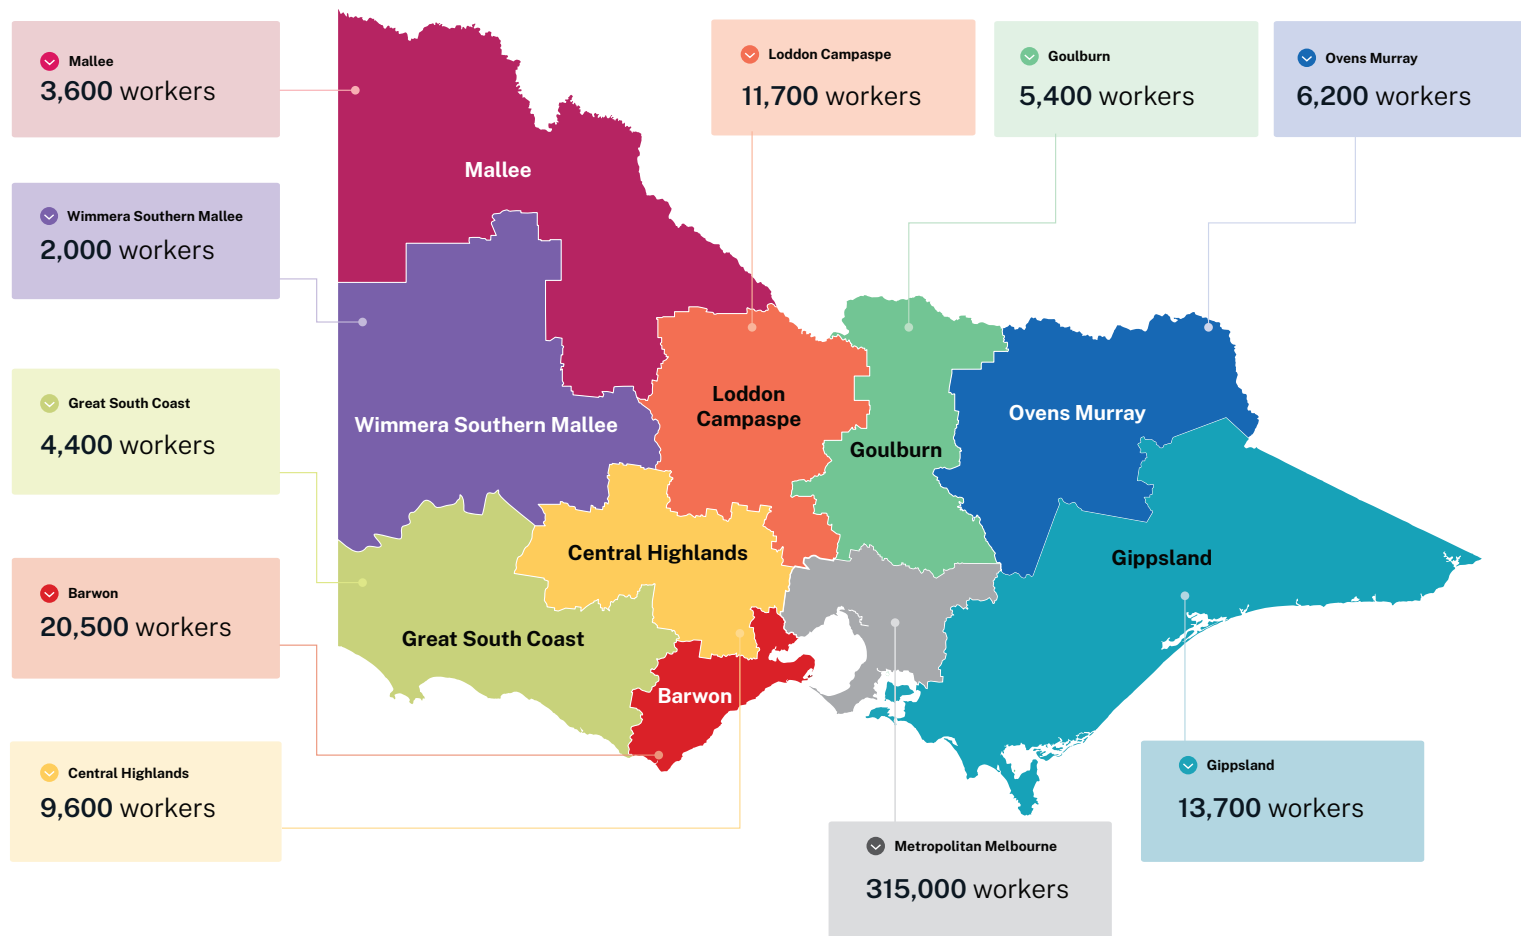 Mallee
3,600 workers
Wimmera Southern Mallee
2,000 workers
Great South Coast
4,400 workers
Barwon
20,500 workers
Central Highlands
9,600 workers
Loddon Campaspe
11,700 workers
Goulburn
5,400 workers
Ovens Murray
6,200 workers
Mallee
Wimmera Southern Mallee
Loddon
Campaspe
Goulburn
Ovens Murray
Central Highlands
Gippsland
Great South Coast
Barwon
Gippsland
13,700 workers
Metropolitan Melbourne
315,000 workers